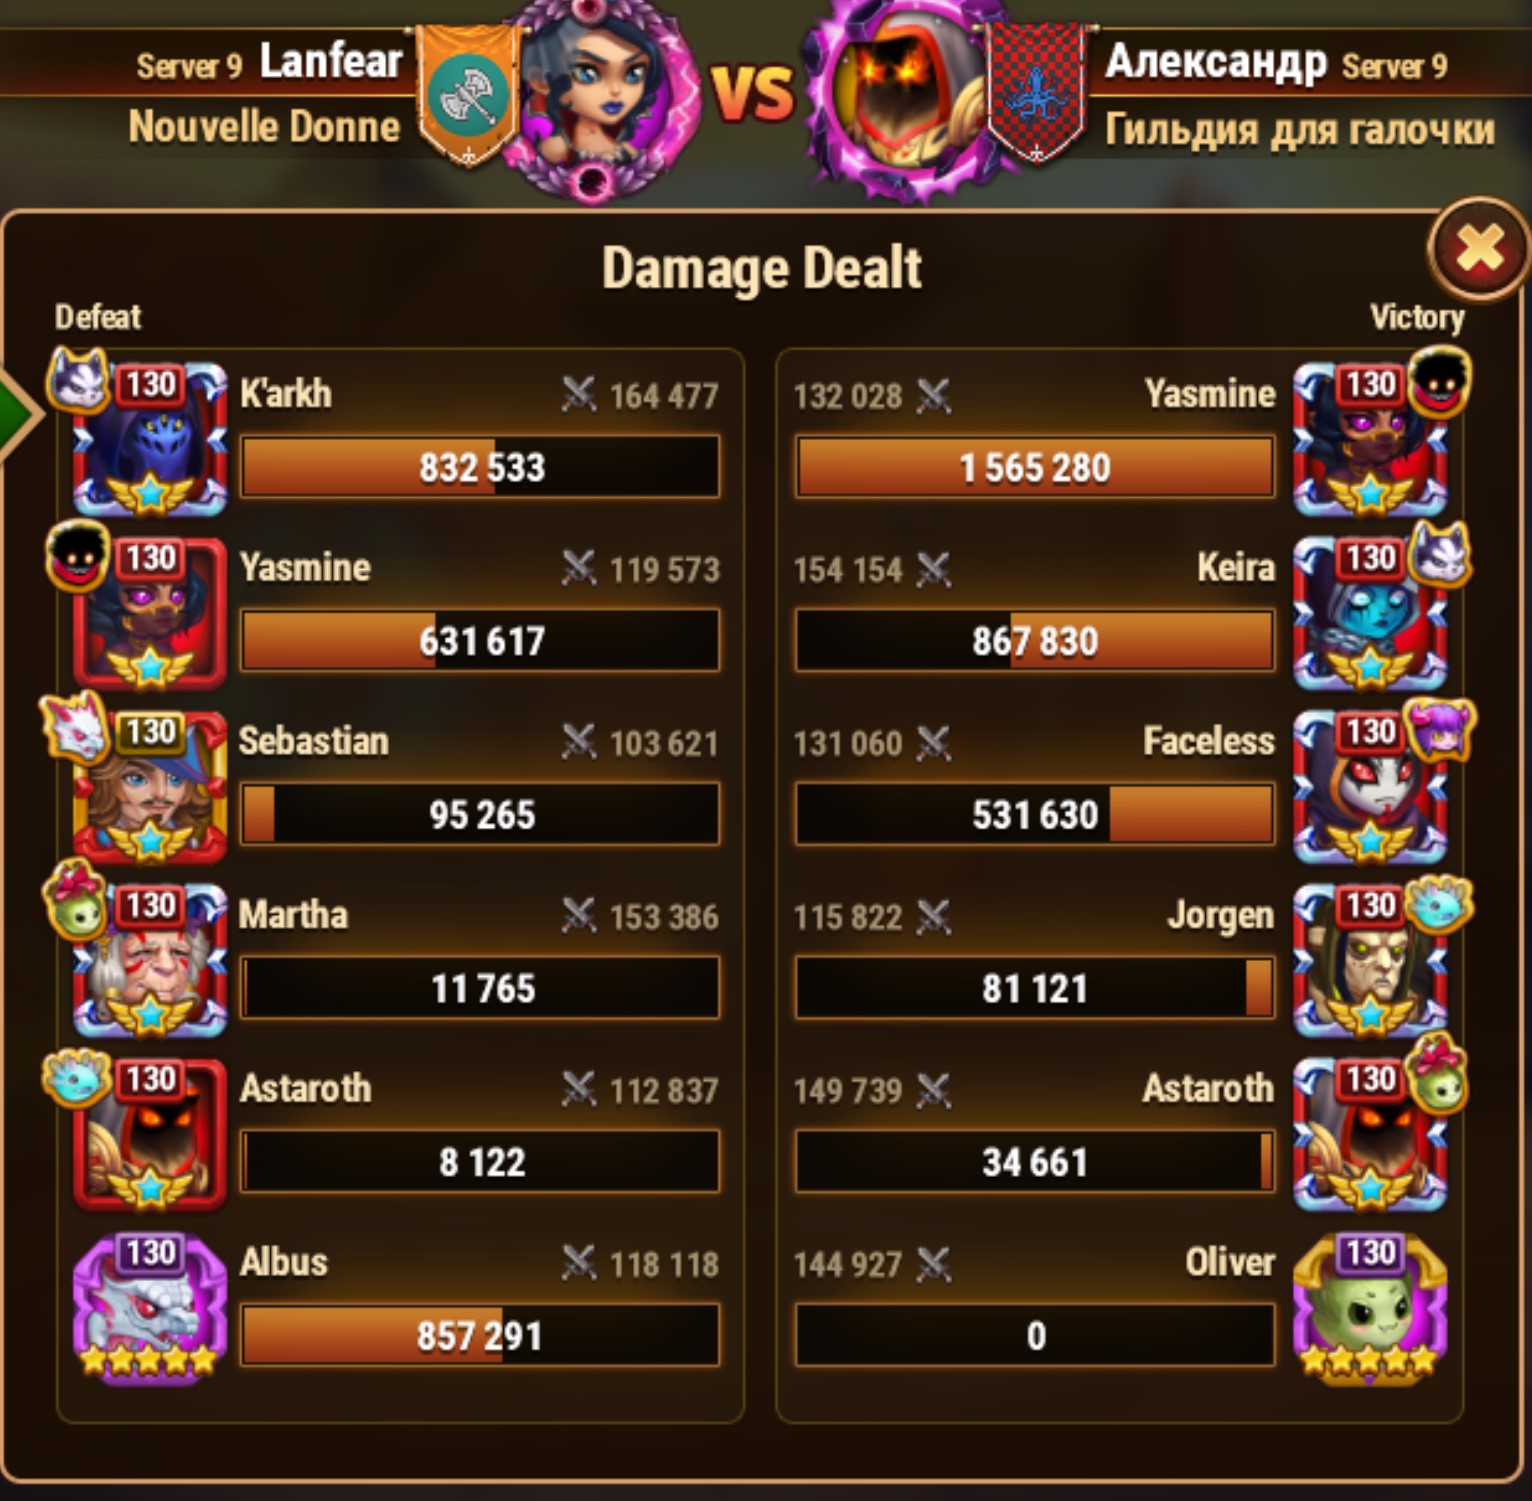 Server 9 Lanfear
Nouvelle Donne
VS
Александр Server 9
Гильдия для галочки
Damage Dealt
Defeat
Victory
130 K'arkh 164 477
832 533
132 028 Yasmine 130
1 565 280
130 Yasmine 119 573
631 617
154 154 Keira 130
867 830
130 Sebastian 103 621
95 265
131 060 Faceless 130
531 630
130 Martha 153 386
11 765
115 822 Jorgen 130
81 121
130 Astaroth 112 837
8 122
149 739 Astaroth 130
34 661
130 Albus 118 118
857 291
144 927 Oliver 130
0